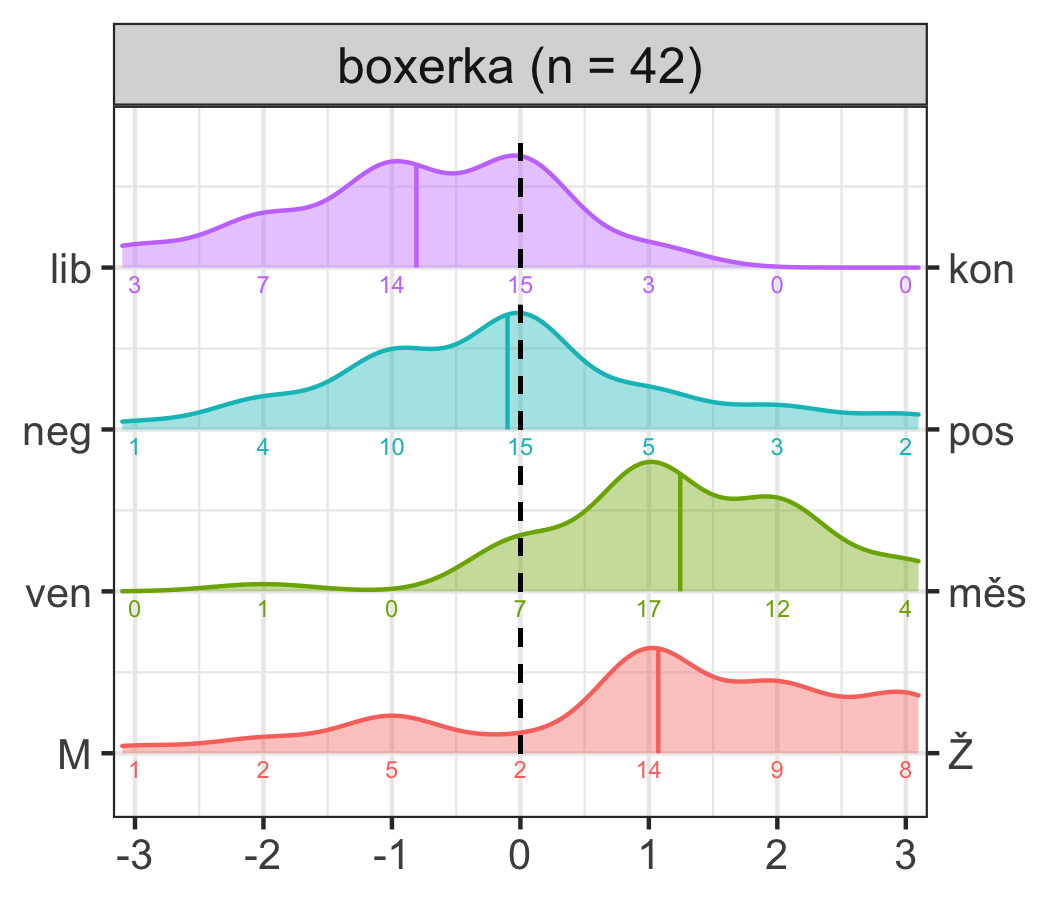 boxerka (n = 42)
lib kon
3 7 14 15 3 0 0
neg pos
1 4 10 15 5 3 2
ven měs
0 1 0 7 17 12 4
M Ž
1 2 5 2 14 9 8
-3 -2 -1 0 1 2 3